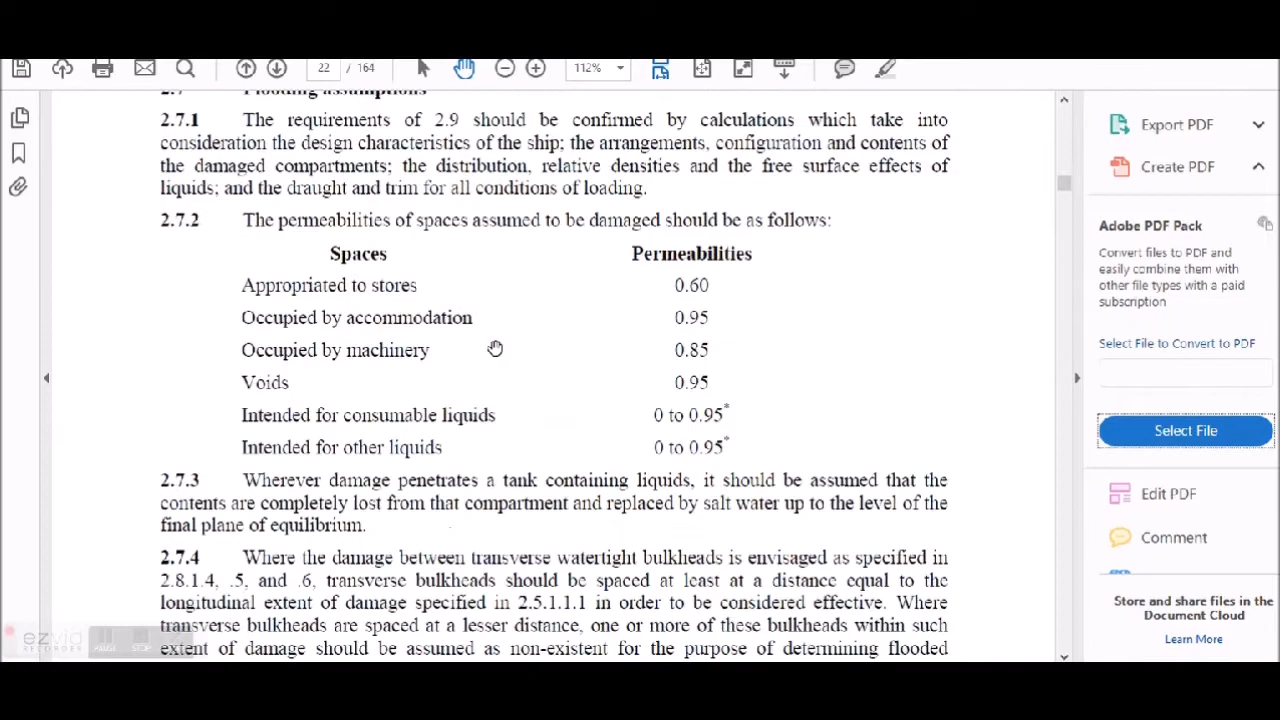 22 / 164
112%
2.7 Flooding assumptions
2.7.1 The requirements of 2.9 should be confirmed by calculations which take into
consideration the design characteristics of the ship; the arrangements, configuration and contents of
the damaged compartments; the distribution, relative densities and the free surface effects of
liquids; and the draught and trim for all conditions of loading.
2.7.2 The permeabilities of spaces assumed to be damaged should be as follows:
Spaces Permeabilities
Appropriated to stores 0.60
Occupied by accommodation 0.95
Occupied by machinery 0.85
Voids 0.95
Intended for consumable liquids 0 to 0.95*
Intended for other liquids 0 to 0.95*
2.7.3 Wherever damage penetrates a tank containing liquids, it should be assumed that the
contents are completely lost from that compartment and replaced by salt water up to the level of the
final plane of equilibrium.
2.7.4 Where the damage between transverse watertight bulkheads is envisaged as specified in
2.8.1.4, .5, and .6, transverse bulkheads should be spaced at least at a distance equal to the
longitudinal extent of damage specified in 2.5.1.1.1 in order to be considered effective. Where
transverse bulkheads are spaced at a lesser distance, one or more of these bulkheads within such
extent of damage should be assumed as non-existent for the purpose of determining flooded
Export PDF
Create PDF
Adobe PDF Pack
Convert files to PDF and
easily combine them with
other file types with a paid
subscription
Select File to Convert to PDF
Select File
Edit PDF
Comment
Store and share files in the
Document Cloud
Learn More
ezvid
RECORDER
PAUSE
STOP